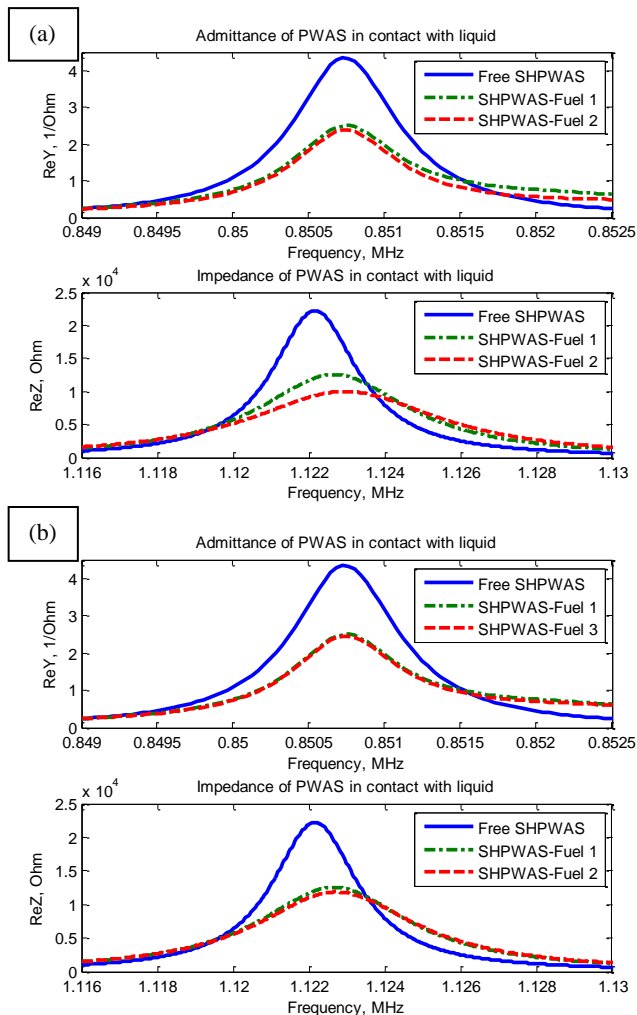 (a)
Admittance of PWAS in contact with liquid
ReY, 1/Ohm
4
3
2
1
0
Free SHPWAS
SHPWAS-Fuel 1
SHPWAS-Fuel 2
0.849 0.8495 0.85 0.8505 0.851 0.8515 0.852 0.8525
Frequency, MHz
Impedance of PWAS in contact with liquid
x 10^4
ReZ, Ohm
2.5
2
1.5
1
0.5
0
Free SHPWAS
SHPWAS-Fuel 1
SHPWAS-Fuel 2
1.116 1.118 1.12 1.122 1.124 1.126 1.128 1.13
Frequency, MHz
(b)
Admittance of PWAS in contact with liquid
ReY, 1/Ohm
4
3
2
1
0
Free SHPWAS
SHPWAS-Fuel 1
SHPWAS-Fuel 3
0.849 0.8495 0.85 0.8505 0.851 0.8515 0.852 0.8525
Frequency, MHz
Impedance of PWAS in contact with liquid
x 10^4
ReZ, Ohm
2.5
2
1.5
1
0.5
0
Free SHPWAS
SHPWAS-Fuel 1
SHPWAS-Fuel 2
1.116 1.118 1.12 1.122 1.124 1.126 1.128 1.13
Frequency, MHz